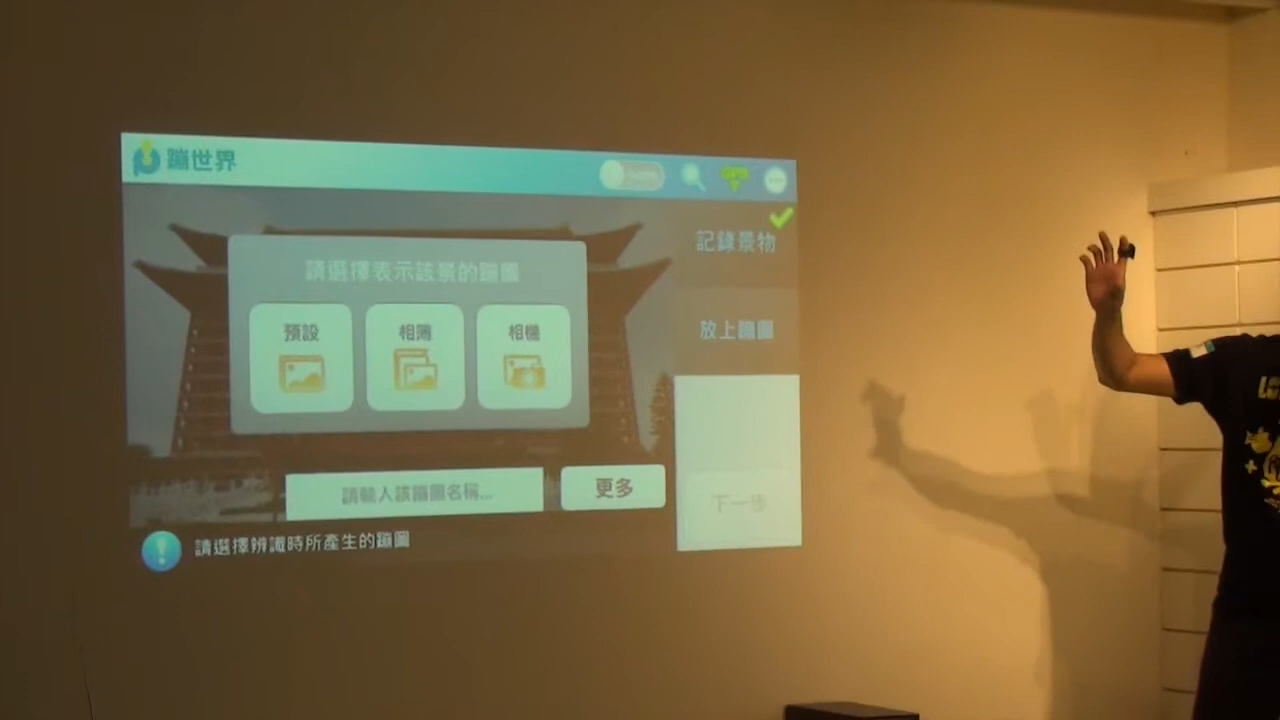 蹦世界
記錄景物
請選擇表示該景的蹦圖
預設
相簿
相機
放上蹦圖
請輸入該蹦圖名稱...
更多
下一步
請選擇辨識時所產生的蹦圖